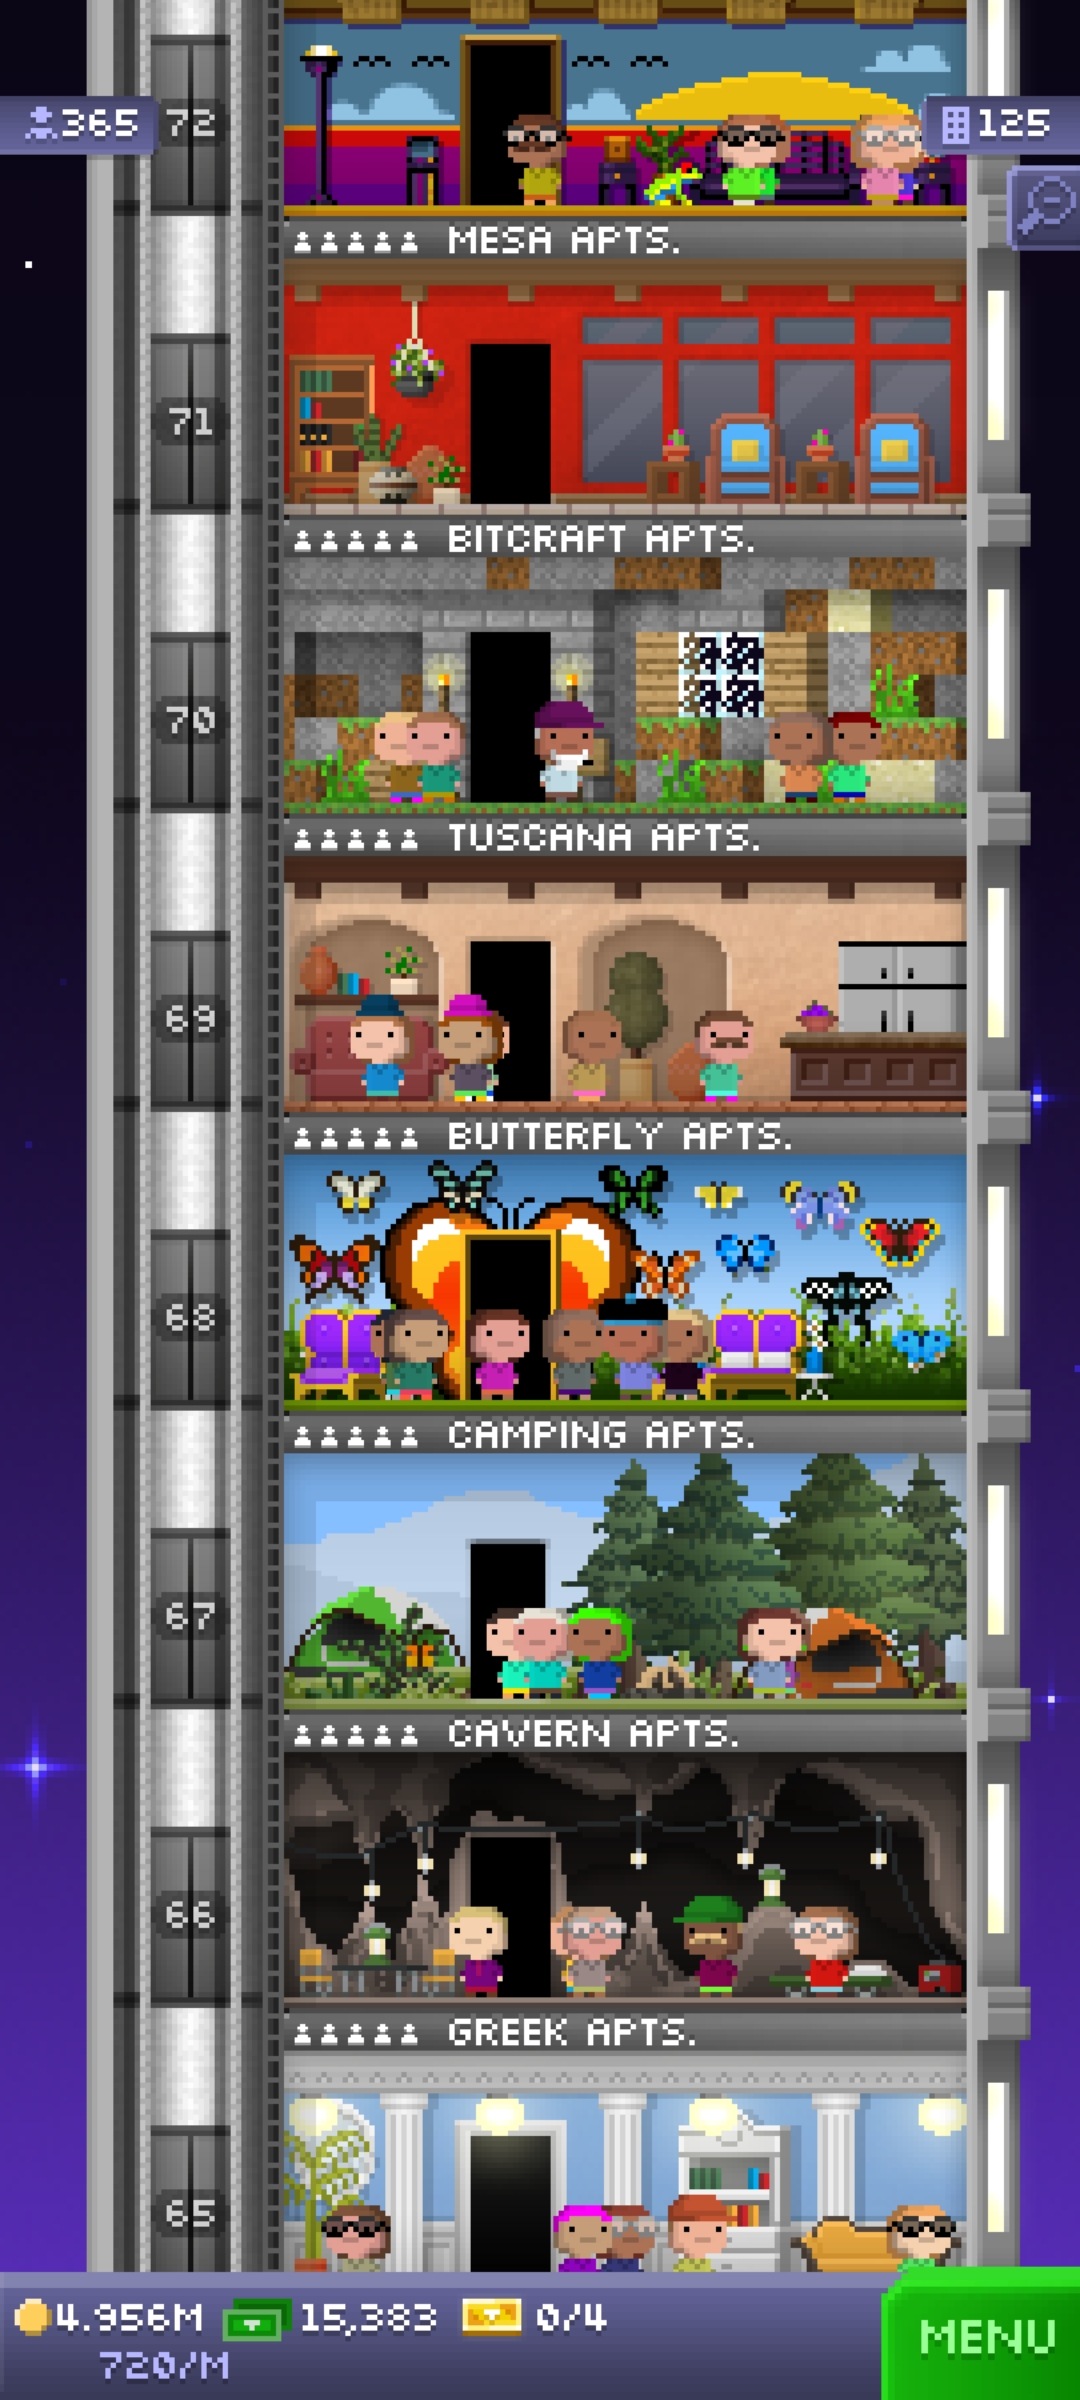 365
72
125
MESA APTS.
71
BITCRAFT APTS.
70
TUSCANA APTS.
69
BUTTERFLY APTS.
68
CAMPING APTS.
67
CAVERN APTS.
66
GREEK APTS.
65
4.956M 15,383 0/4
720/M
MENU